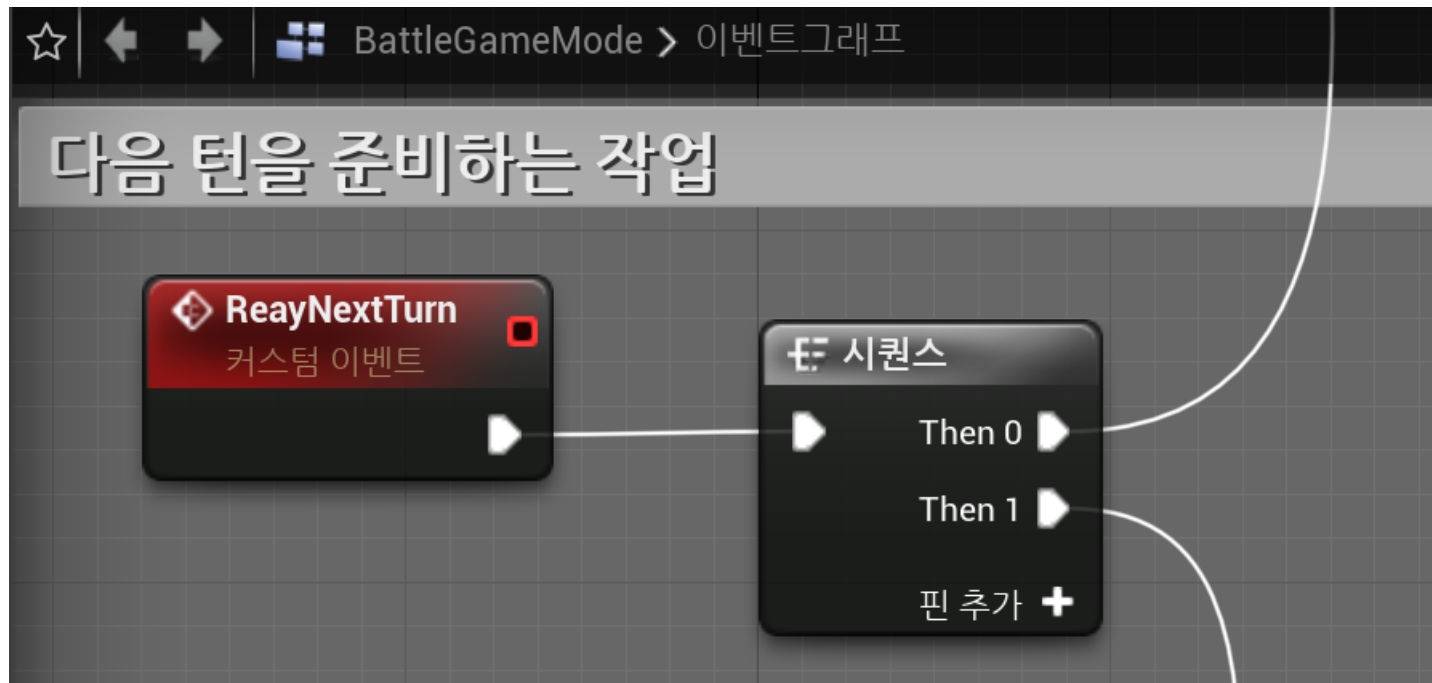 BattleGameMode > 이벤트그래프
다음 턴을 준비하는 작업
ReayNextTurn
커스텀 이벤트
시퀀스
Then 0
Then 1
핀 추가 +